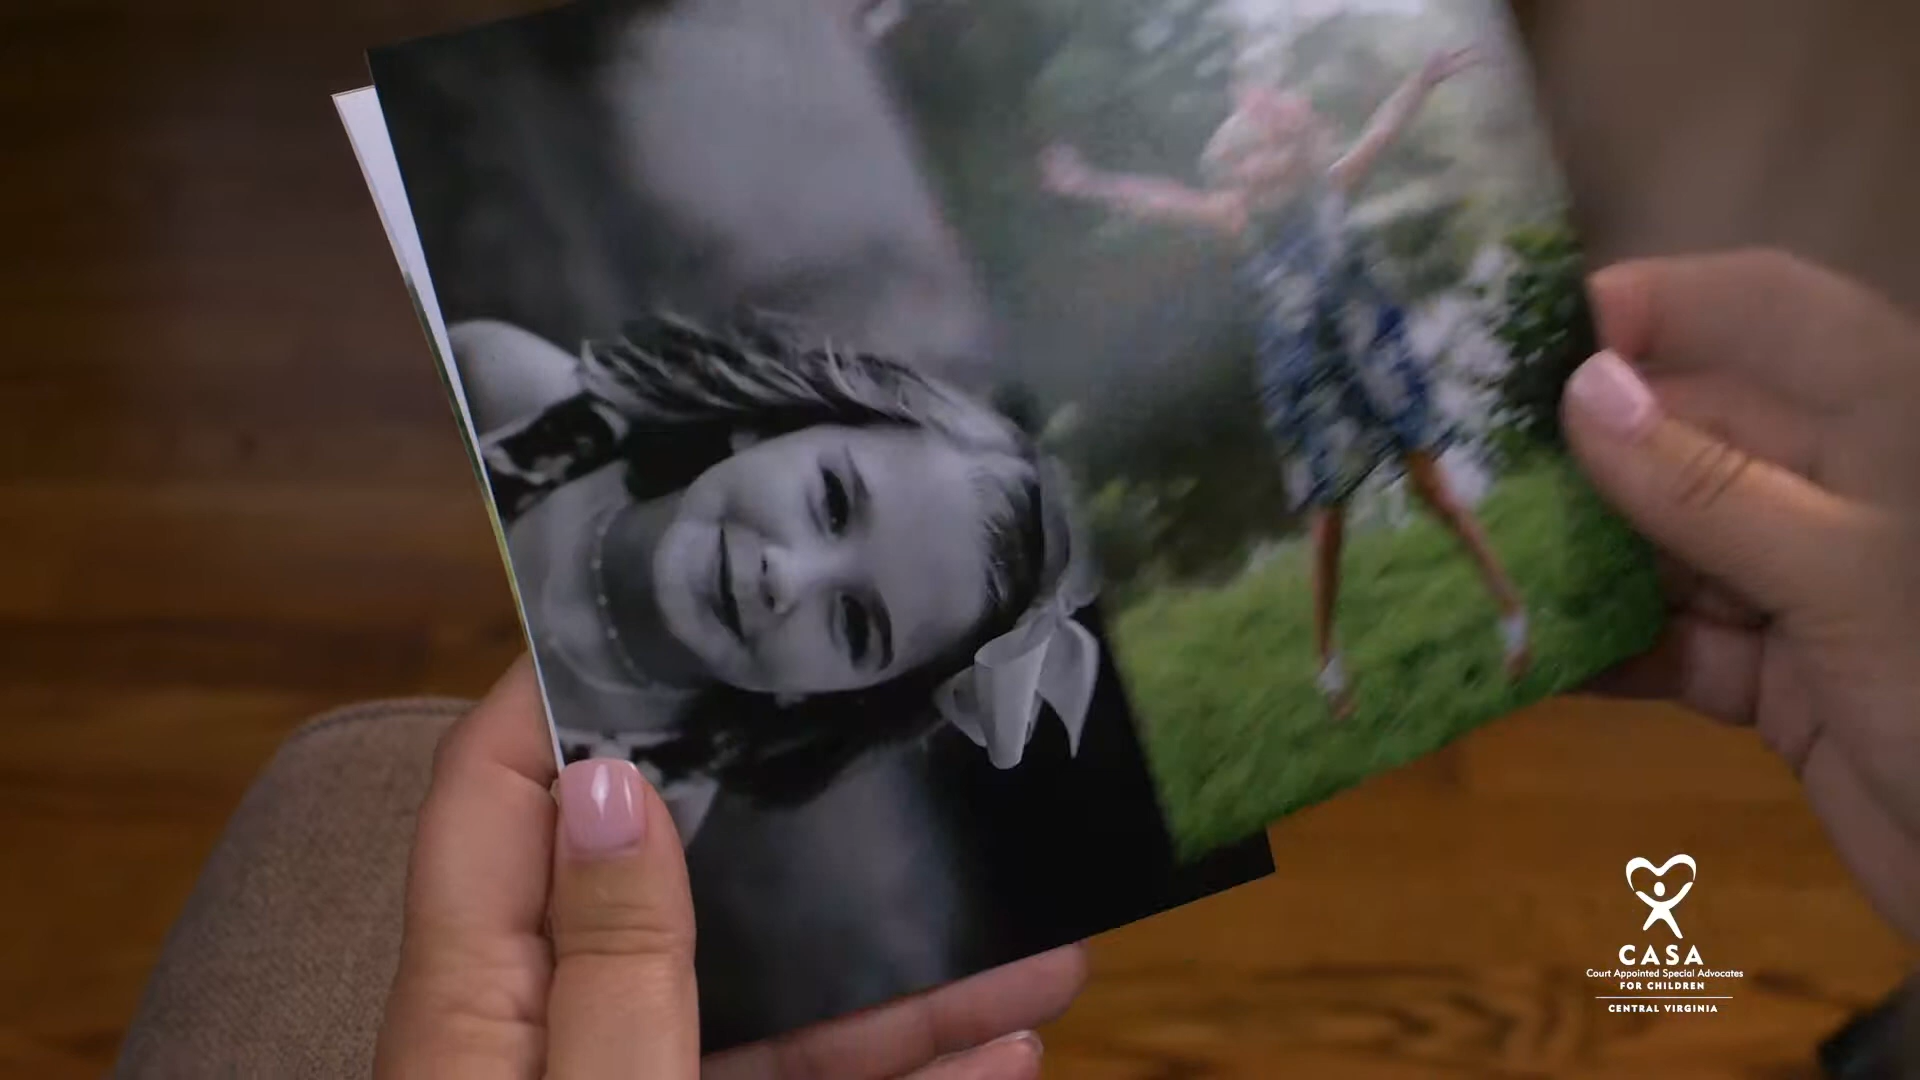 CASA
Court Appointed Special Advocates
FOR CHILDREN
CENTRAL VIRGINIA